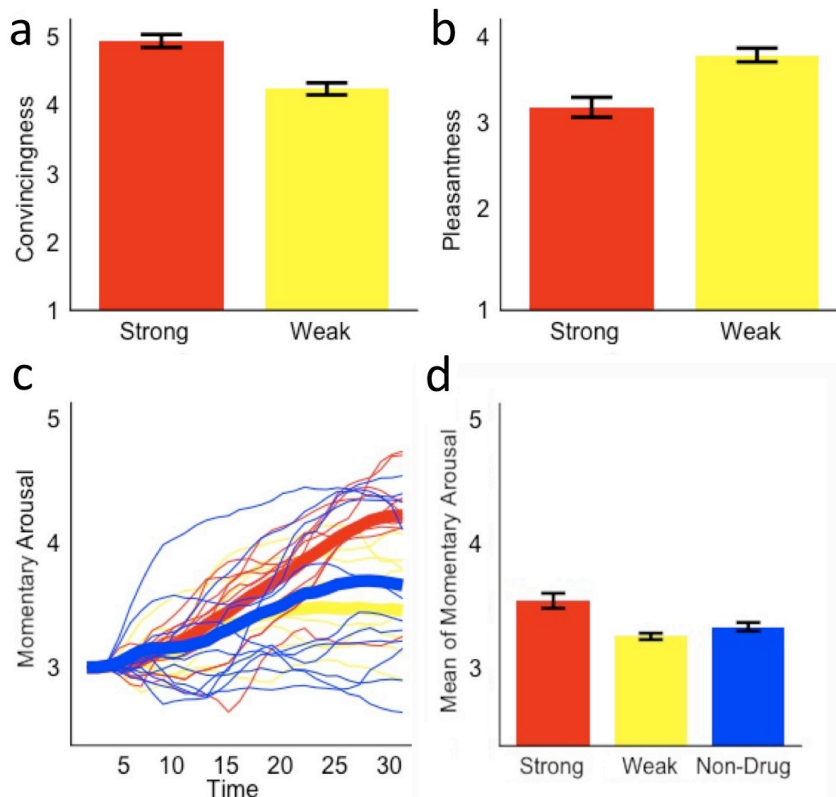 a
Convincingness
5
4
3
2
1
Strong Weak
b
Pleasantness
4
3
2
1
Strong Weak
c
Momentary Arousal
5
4
3
5 10 15 20 25 30
Time
d
Mean of Momentary Arousal
5
4
3
Strong Weak Non-Drug